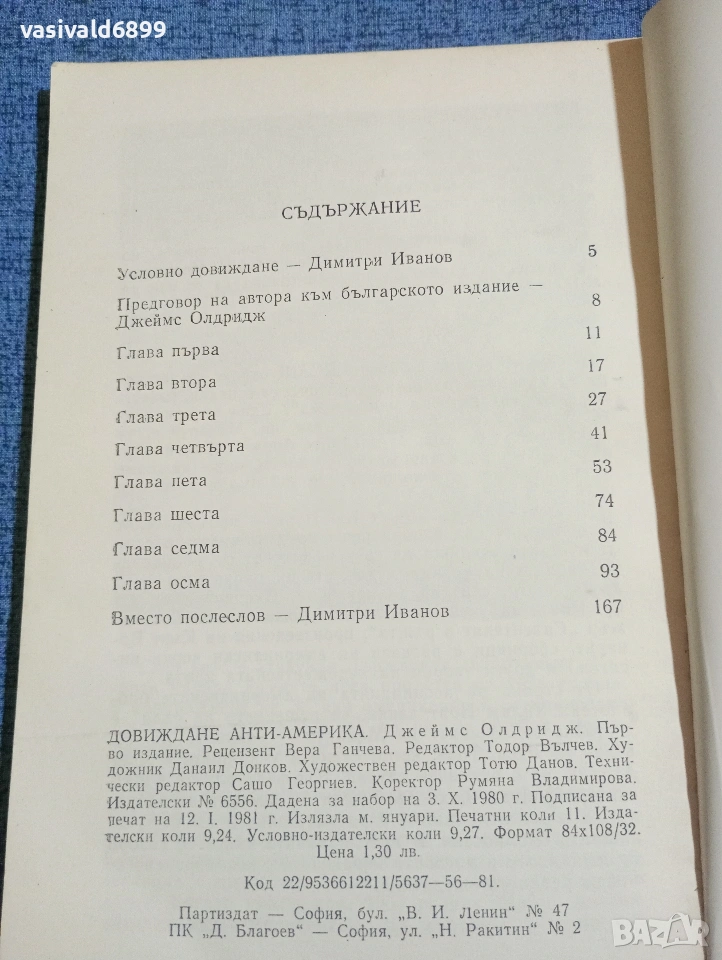 vasivald6899
СЪДЪРЖАНИЕ
Условно довиждане — Димитри Иванов 5
Предговор на автора към българското издание —
Джеймс Олдридж 8
Глава първа 11
Глава втора 17
Глава трета 27
Глава четвърта 41
Глава пета 53
Глава шеста 74
Глава седма 84
Глава осма 93
Вместо послеслов — Димитри Иванов 167
ДОВИЖДАНЕ АНТИ-АМЕРИКА. Джеймс Олдридж. Пър-
во издание. Рецензент Вера Ганчева. Редактор Тодор Вълчев. Ху-
дожник Данаил Донков. Художествен редактор Тотю Данов. Техни-
чески редактор Сашо Георгиев. Коректор Румяна Владимирова.
Издателски № 6556. Дадена за набор на 3. X. 1980 г. Подписана за
печат на 12. I. 1981 г. Излязла м. януари. Печатни коли 11. Изда-
телски коли 9,24. Условно-издателски коли 9,27. Формат 84x108/32.
Цена 1,30 лв.
Код 22/9536612211/5637—56—81.
Партиздат — София, бул. „В. И. Ленин“ № 47
ПК „Д. Благоев“ — София, ул. „Н. Ракитин“ № 2
BAZAR